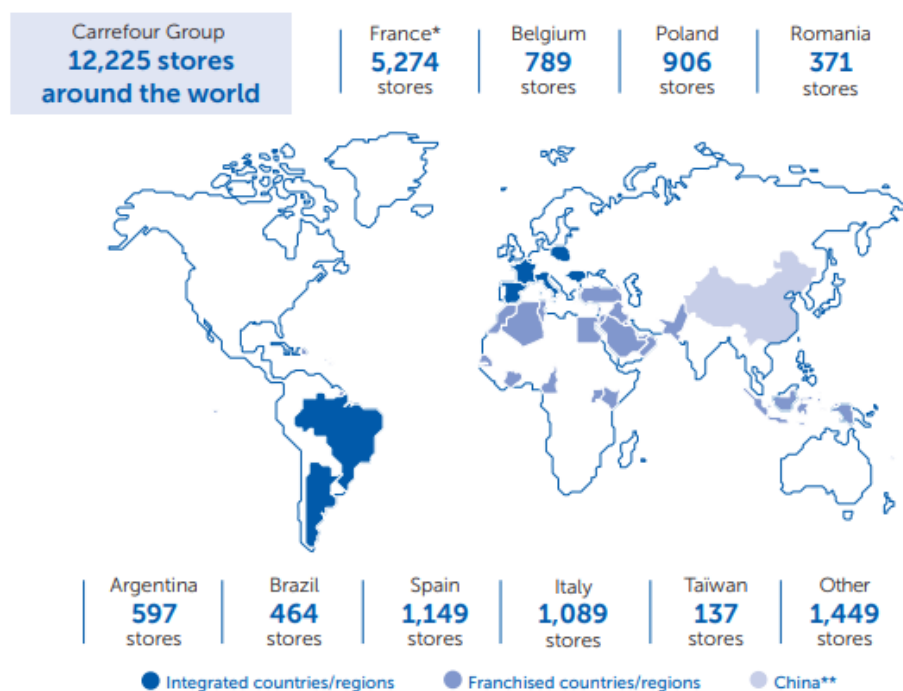 Carrefour Group
12,225 stores
around the world
France*
5,274
stores
Belgium
789
stores
Poland
906
stores
Romania
371
stores
Argentina
597
stores
Brazil
464
stores
Spain
1,149
stores
Italy
1,089
stores
Taïwan
137
stores
Other
1,449
stores
Integrated countries/regions
Franchised countries/regions
China**